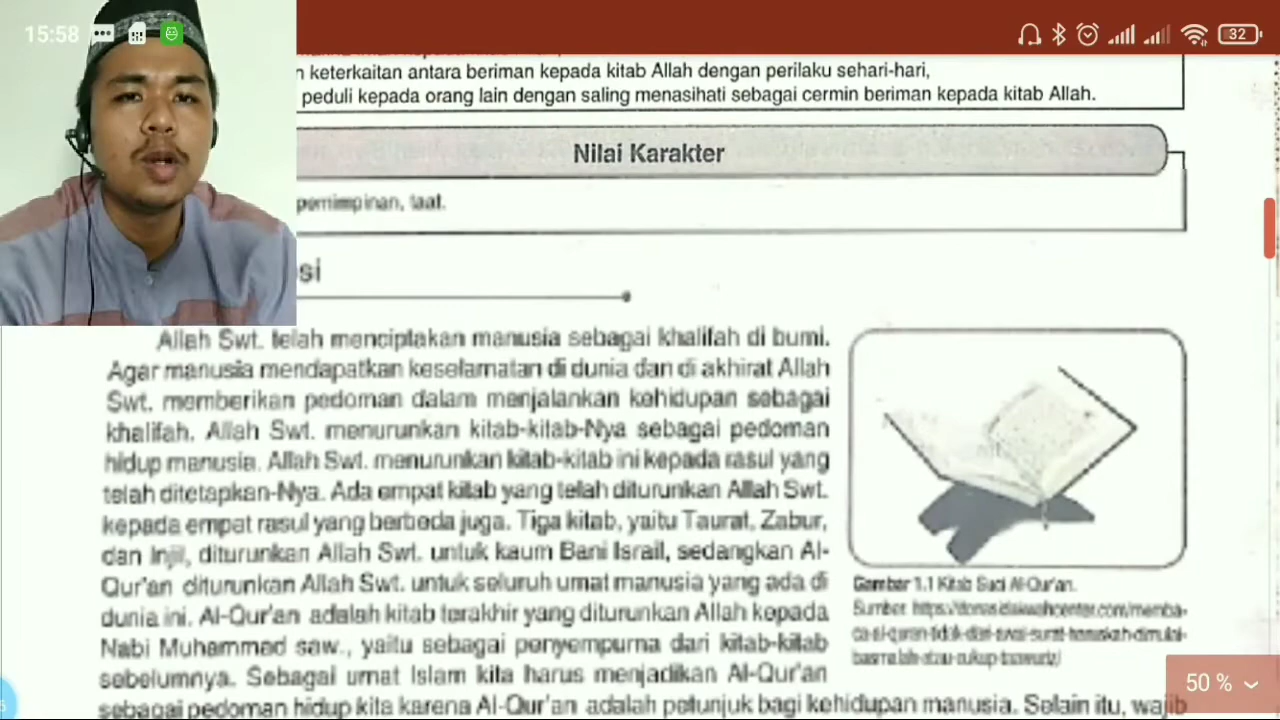 15:58
32
n keterkaitan antara beriman kepada kitab Allah dengan perilaku sehari-hari,
peduli kepada orang lain dengan saling menasihati sebagai cermin beriman kepada kitab Allah.
Nilai Karakter
pemimpinan, taat.
si
Allah Swt. telah menciptakan manusia sebagai khalifah di bumi.
Agar manusia mendapatkan keselamatan di dunia dan di akhirat Allah
Swt. memberikan pedoman dalam menjalankan kehidupan sebagai
khalifah. Allah Swt. menurunkan kitab-kitab-Nya sebagai pedoman
hidup manusia. Allah Swt. menurunkan kitab-kitab ini kepada rasul yang
telah ditetapkan-Nya. Ada empat kitab yang telah diturunkan Allah Swt.
kepada empat rasul yang berbeda juga. Tiga kitab, yaitu Taurat, Zabur,
dan Injil, diturunkan Allah Swt. untuk kaum Bani Israil, sedangkan Al-
Qur'an diturunkan Allah Swt. untuk seluruh umat manusia yang ada di
dunia ini. Al-Qur'an adalah kitab terakhir yang diturunkan Allah kepada
Nabi Muhammad saw., yaitu sebagai penyempurna dari kitab-kitab
sebelumnya. Sebagai umat Islam kita harus menjadikan Al-Qur'an
sebagai pedoman hidup kita karena Al-Qur'an adalah petunjuk bagi kehidupan manusia. Selain itu, wajib
Gambar 1.1 Kitab Suci Al-Qur'an.
Sumber:
50 %